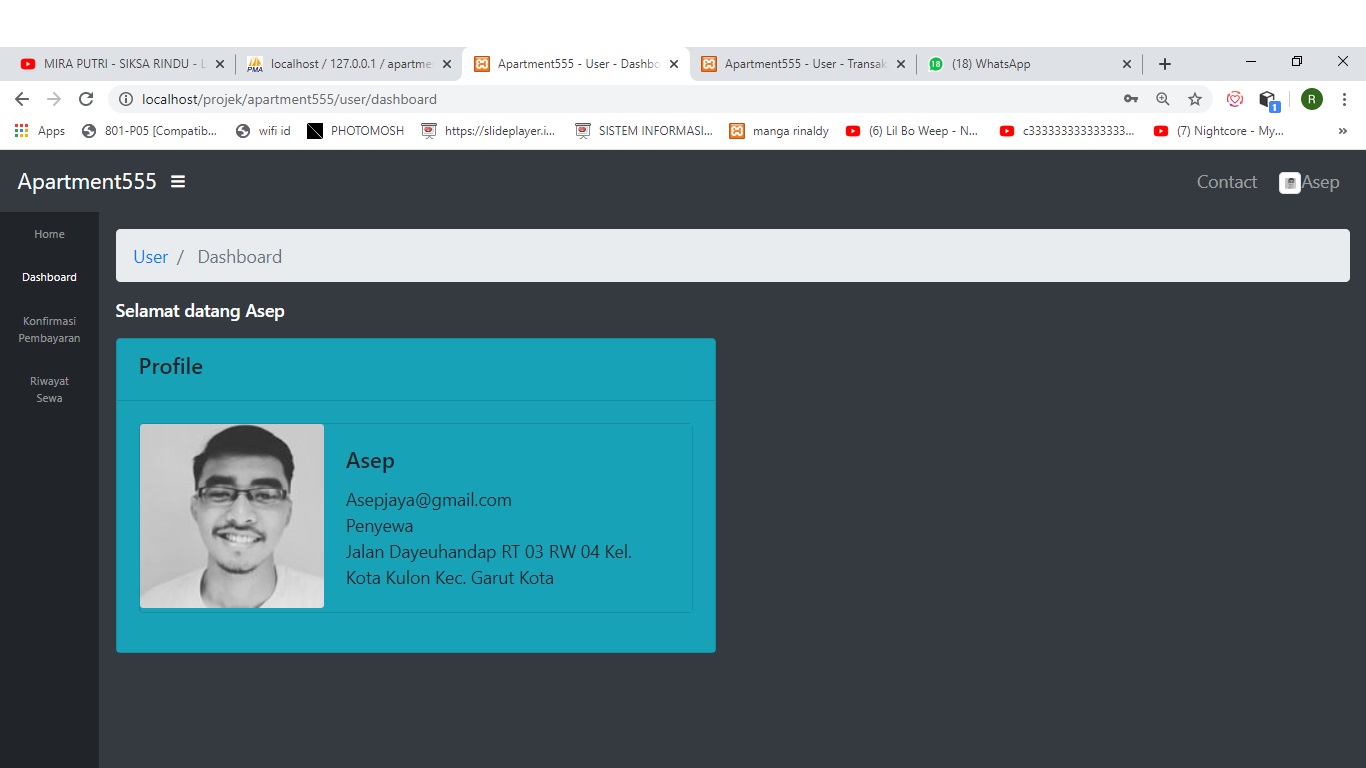 MIRA PUTRI - SIKSA RINDU - L
localhost / 127.0.0.1 / apartme
Apartment555 - User - Dashbo
Apartment555 - User - Transak
18
(18) WhatsApp
localhost/projek/apartment555/user/dashboard
1
R
Apps
801-P05 [Compatib...
wifi id
PHOTOMOSH
https://slideplayer.i...
SISTEM INFORMASI...
manga rinaldy
(6) Lil Bo Weep - N...
c333333333333333...
(7) Nightcore - My...
»
Apartment555
Contact
Asep
Home
Dashboard
Konfirmasi
Pembayaran
Riwayat
Sewa
User / Dashboard
Selamat datang Asep
Profile
Asep
Asepjaya@gmail.com
Penyewa
Jalan Dayeuhandap RT 03 RW 04 Kel.
Kota Kulon Kec. Garut Kota